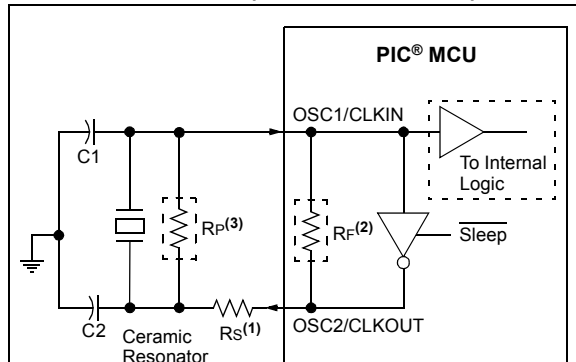 PIC® MCU
OSC1/CLKIN
C1
To Internal
Logic
RP(3)
RF(2)
Sleep
C2
Ceramic
Resonator
RS(1)
OSC2/CLKOUT